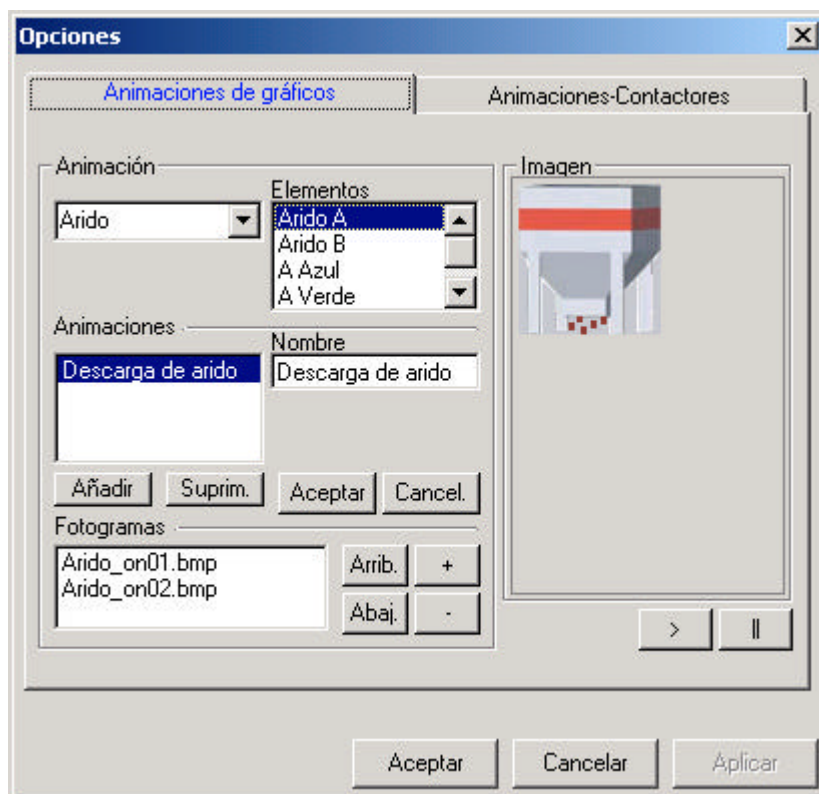 Opciones
Animaciones de gráficos
Animaciones-Contactores
Animación
Elementos
Arido
Arido A
Arido B
A Azul
A Verde
Animaciones
Nombre
Descarga de arido
Descarga de arido
Añadir
Suprim.
Aceptar
Cancel.
Fotogramas
Arido_on01.bmp
Arido_on02.bmp
Arrib.
+
Abaj.
-
Imagen
>
||
Aceptar
Cancelar
Aplicar